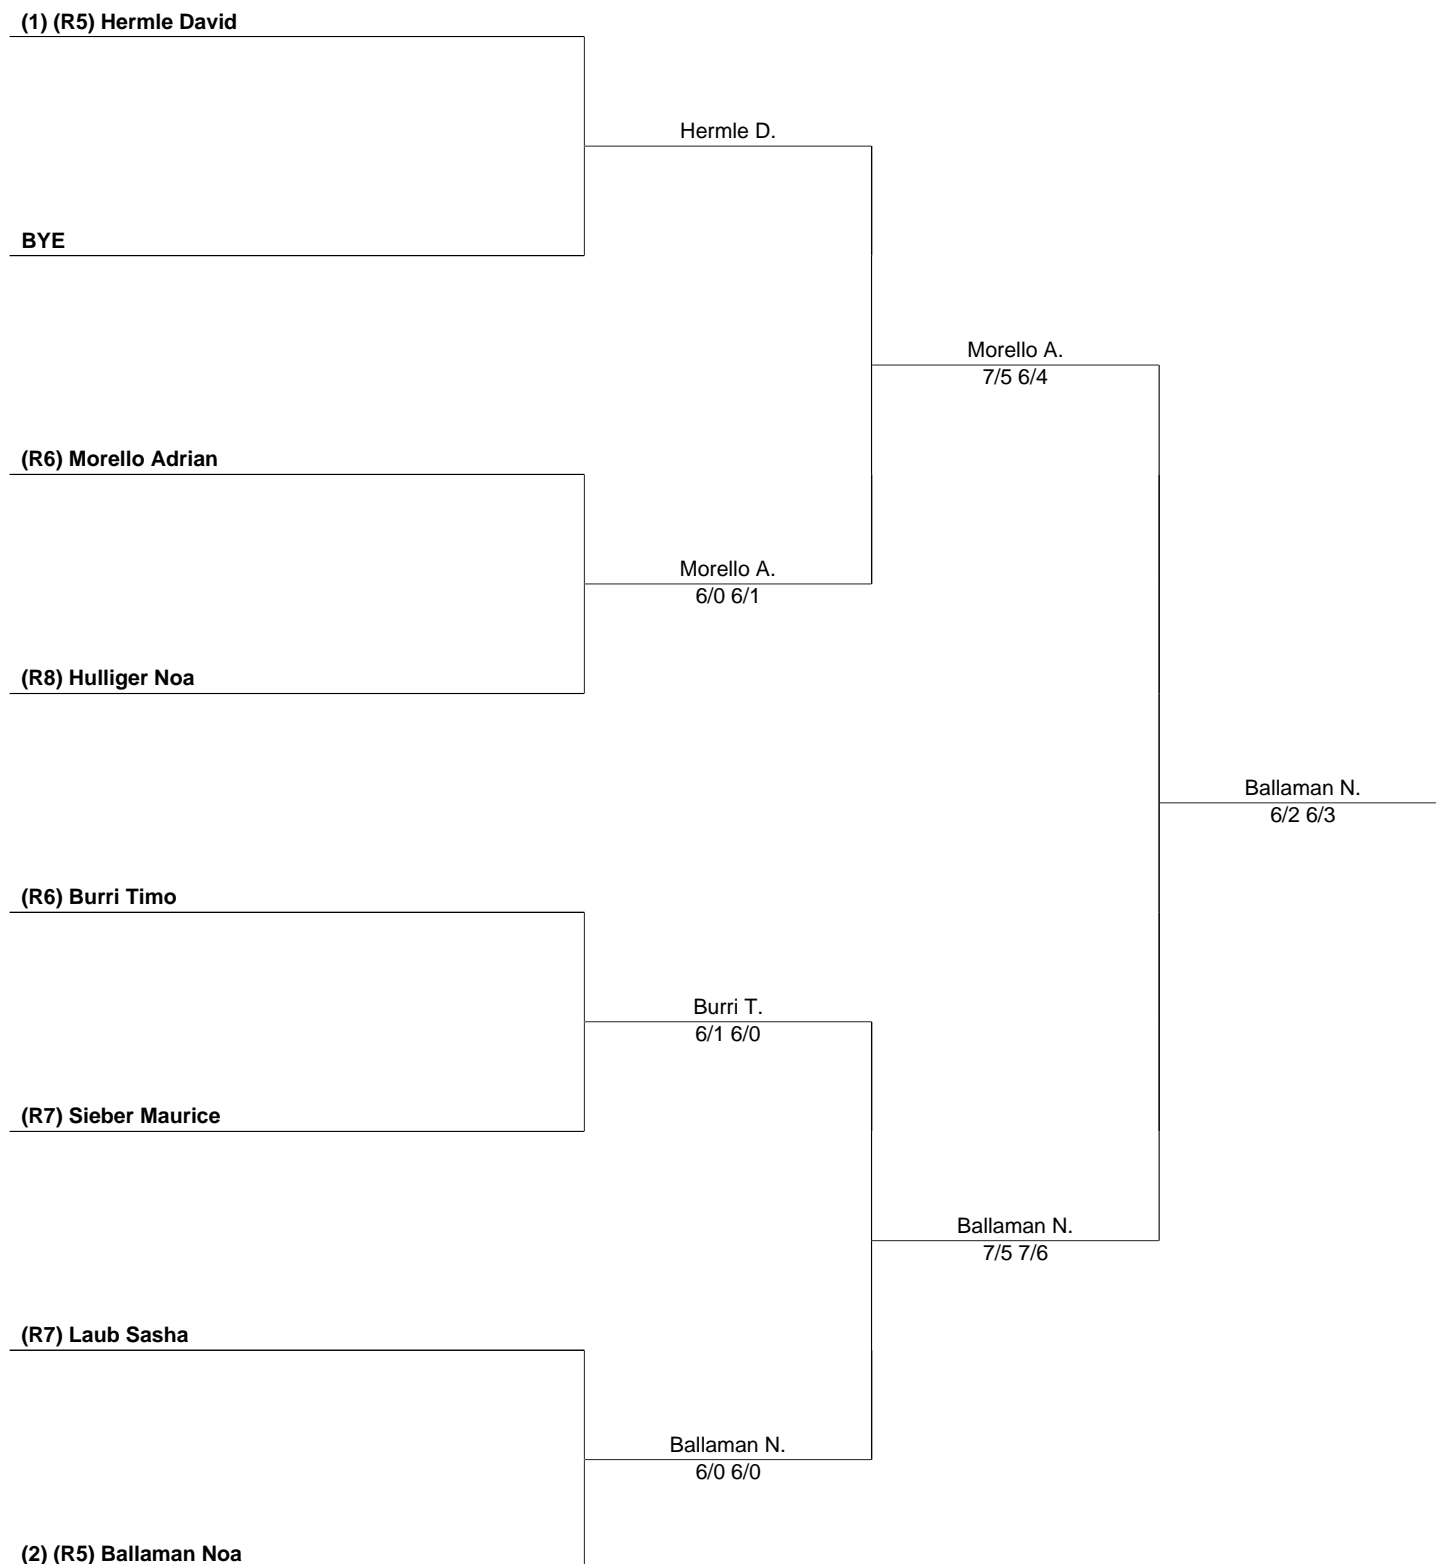 (1) (R5) Hermle David
Hermle D.
BYE
Morello A.
7/5 6/4
(R6) Morello Adrian
Morello A.
6/0 6/1
(R8) Hulliger Noa
Ballaman N.
6/2 6/3
(R6) Burri Timo
Burri T.
6/1 6/0
(R7) Sieber Maurice
Ballaman N.
7/5 7/6
(R7) Laub Sasha
Ballaman N.
6/0 6/0
(2) (R5) Ballaman Noa